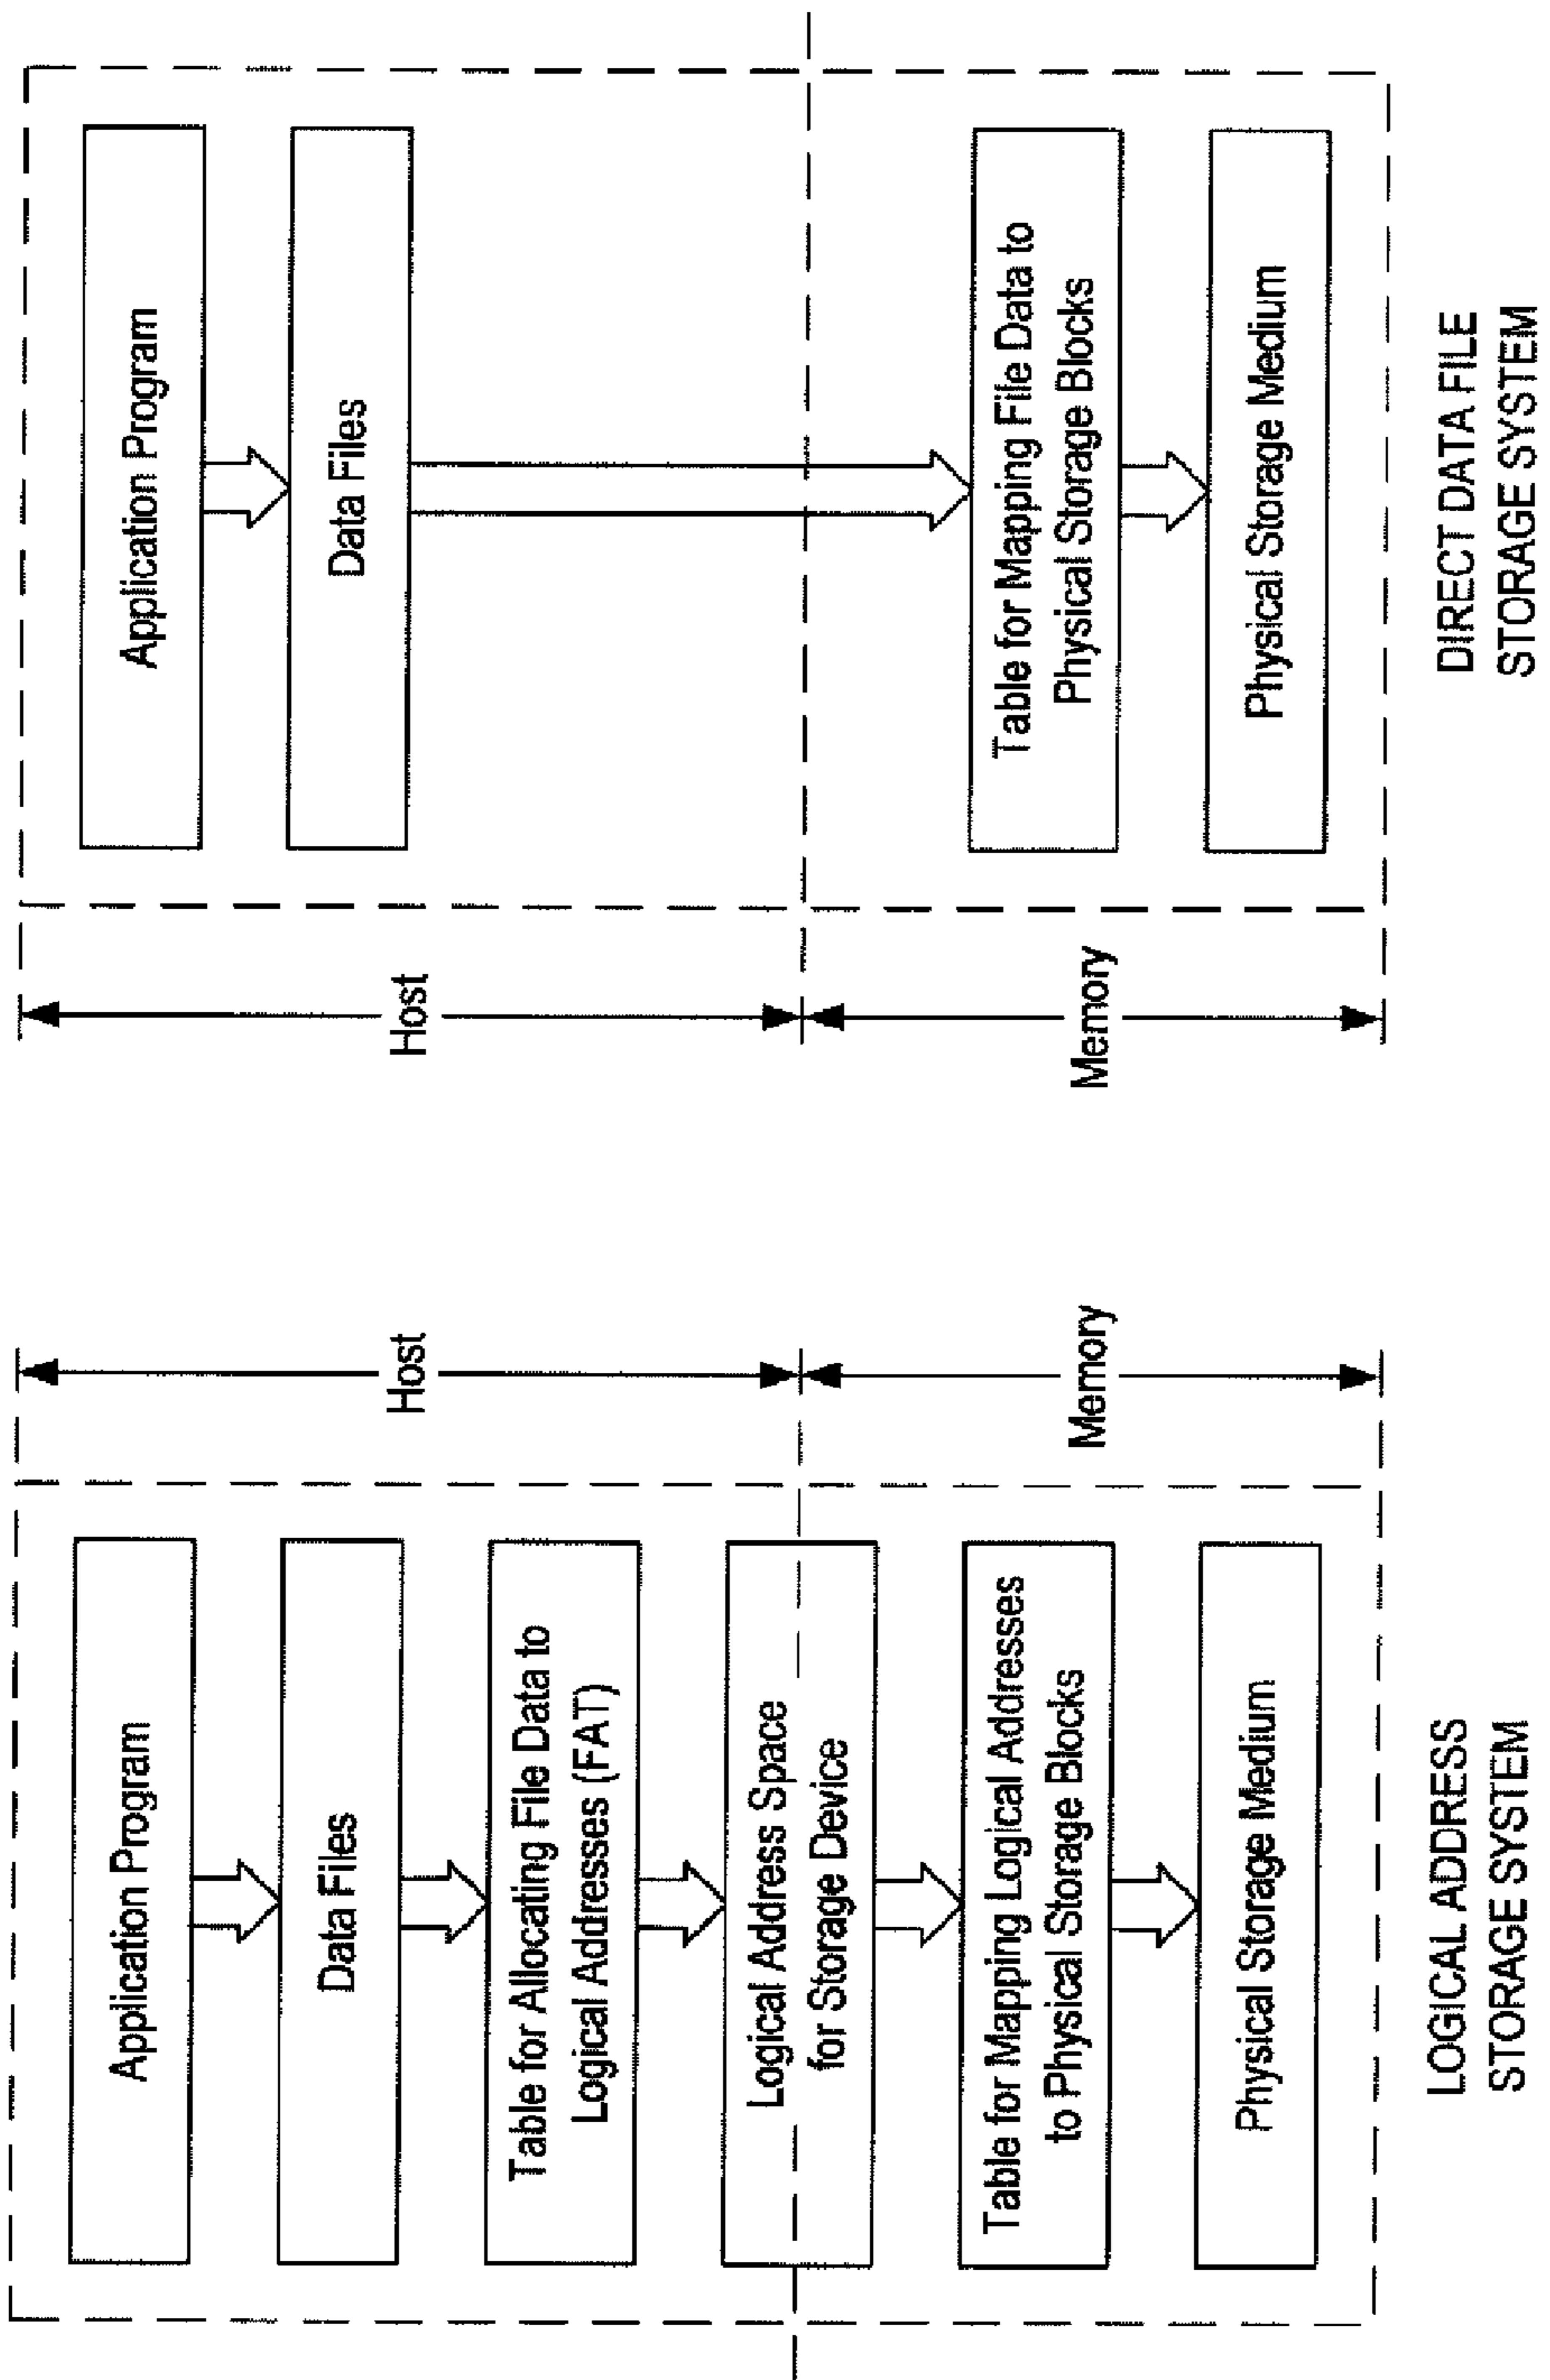 Application Program
Data Files
Table for Allocating File Data to
Logical Addresses (FAT)
Logical Address Space
for Storage Device
Table for Mapping Logical Addresses
to Physical Storage Blocks
Physical Storage Medium
Host
Memory
LOGICAL ADDRESS
STORAGE SYSTEM
Host
Memory
Application Program
Data Files
Table for Mapping File Data to
Physical Storage Blocks
Physical Storage Medium
DIRECT DATA FILE
STORAGE SYSTEM